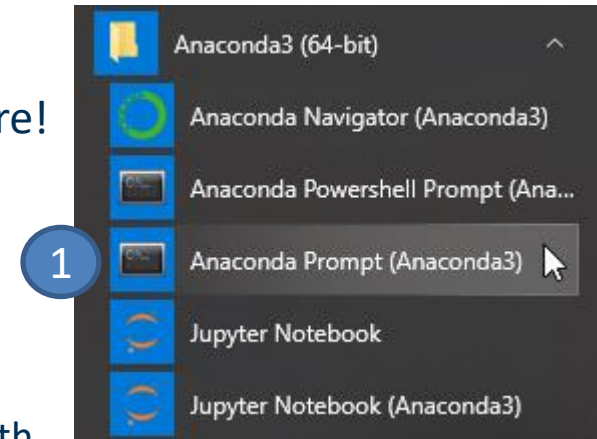 Anaconda3 (64-bit)
re!
Anaconda Navigator (Anaconda3)
Anaconda Powershell Prompt (Ana...
1 Anaconda Prompt (Anaconda3)
Jupyter Notebook
Jupyter Notebook (Anaconda3)
th